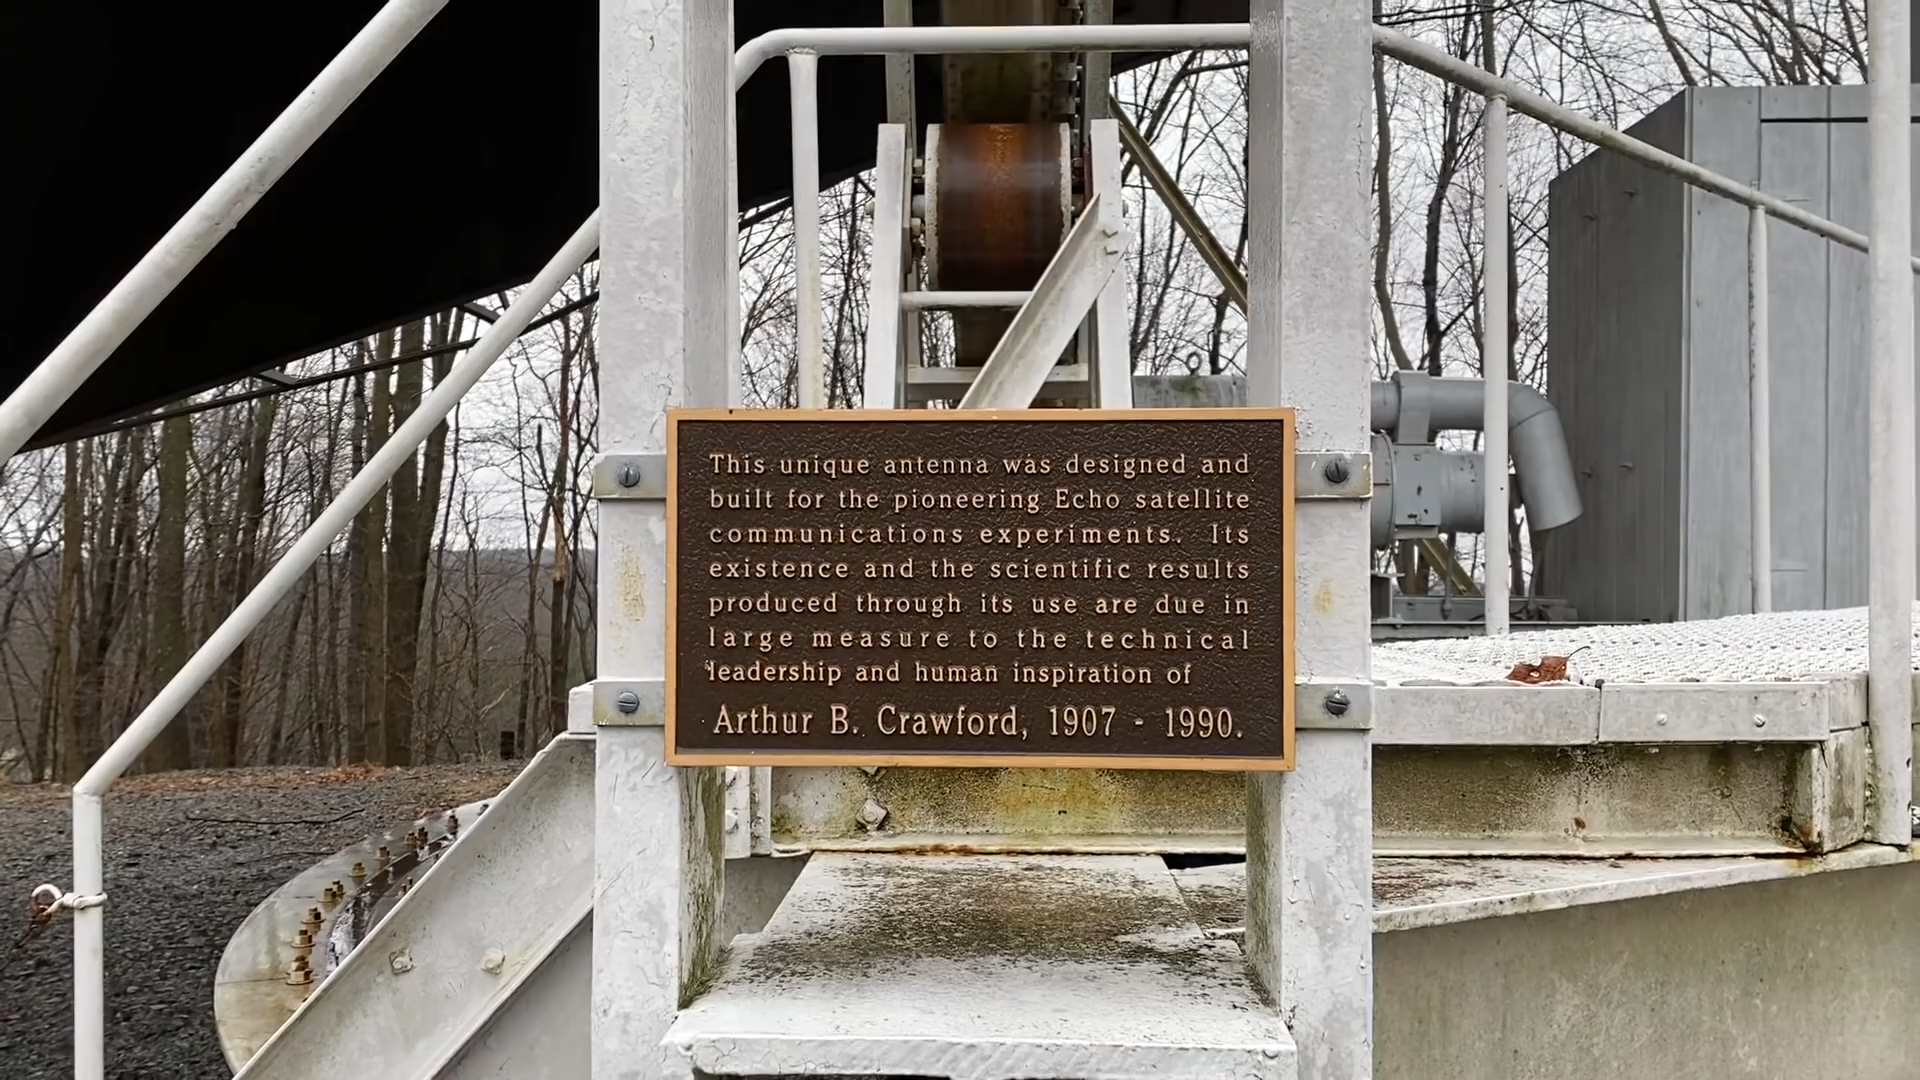 This unique antenna was designed and
built for the pioneering Echo satellite
communications experiments. Its
existence and the scientific results
produced through its use are due in
large measure to the technical
leadership and human inspiration of
Arthur B. Crawford, 1907 - 1990.